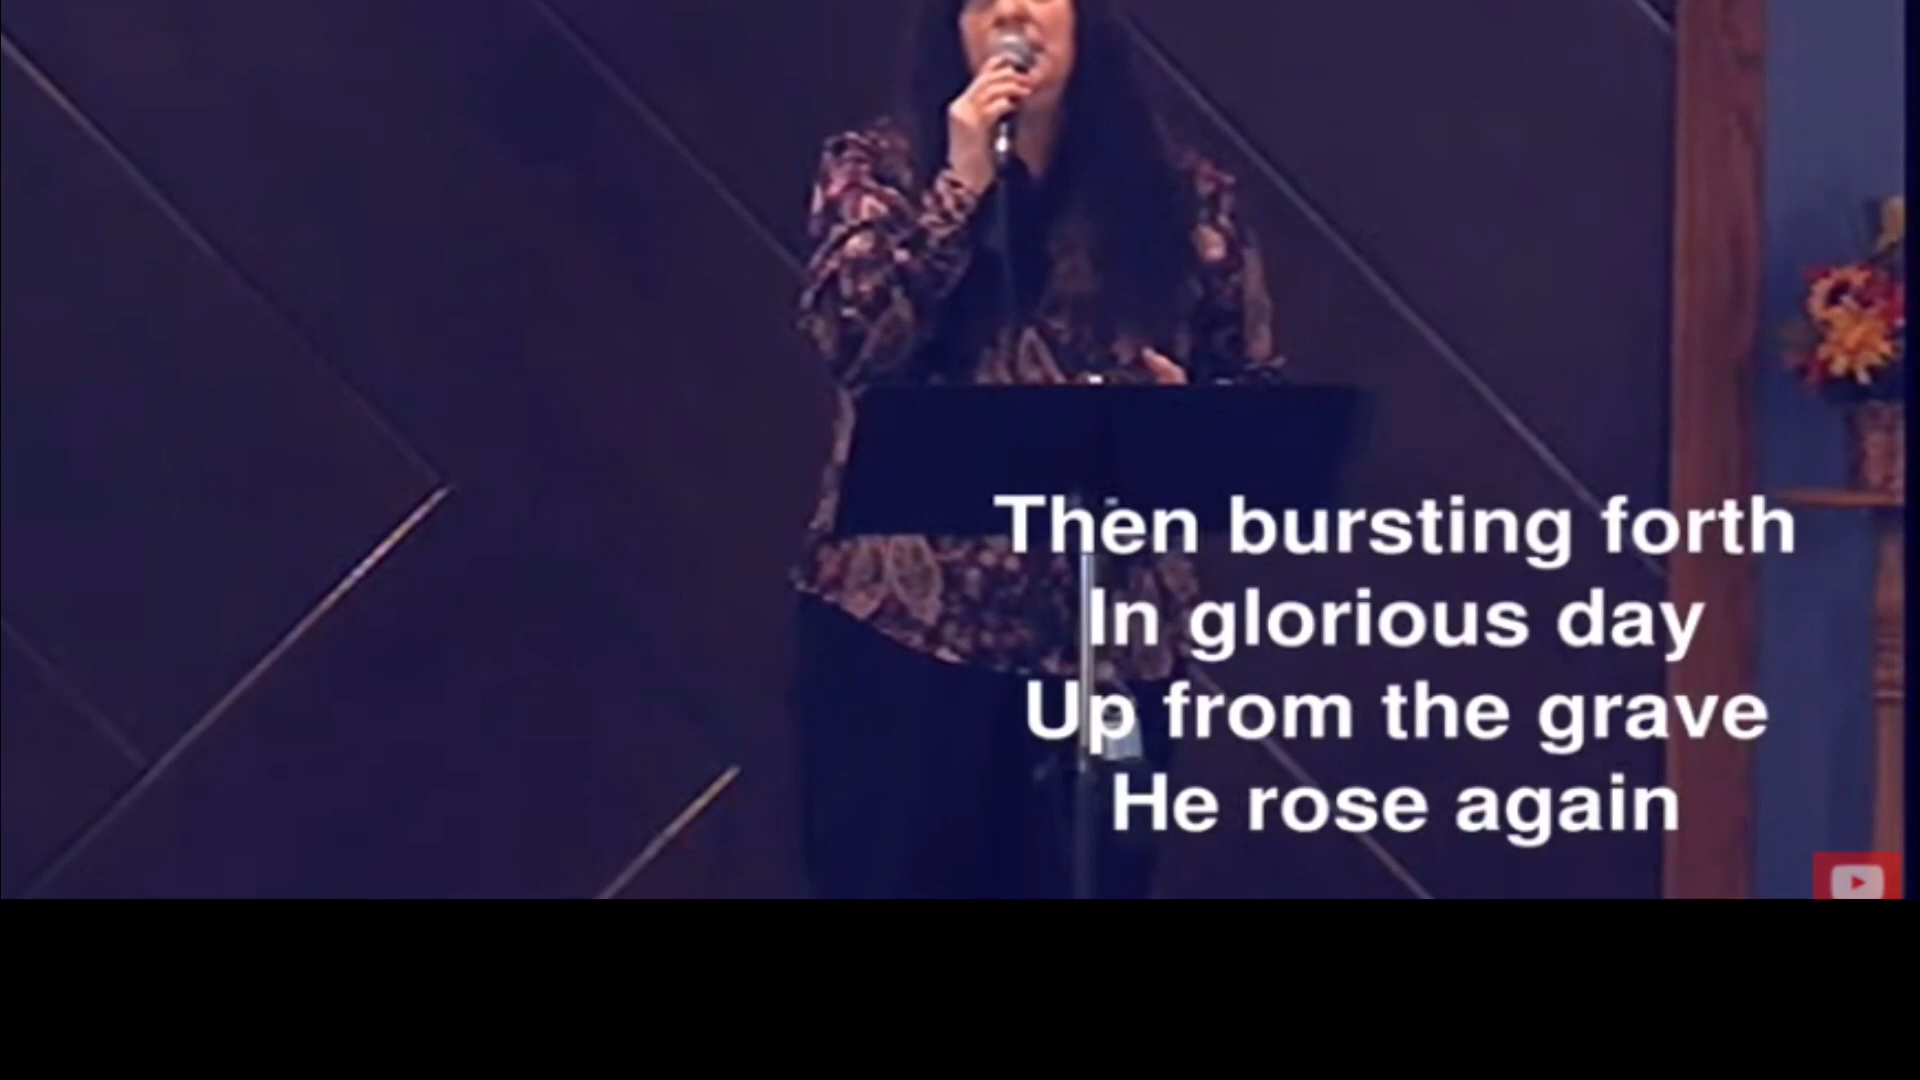 Then bursting forth
In glorious day
Up from the grave
He rose again